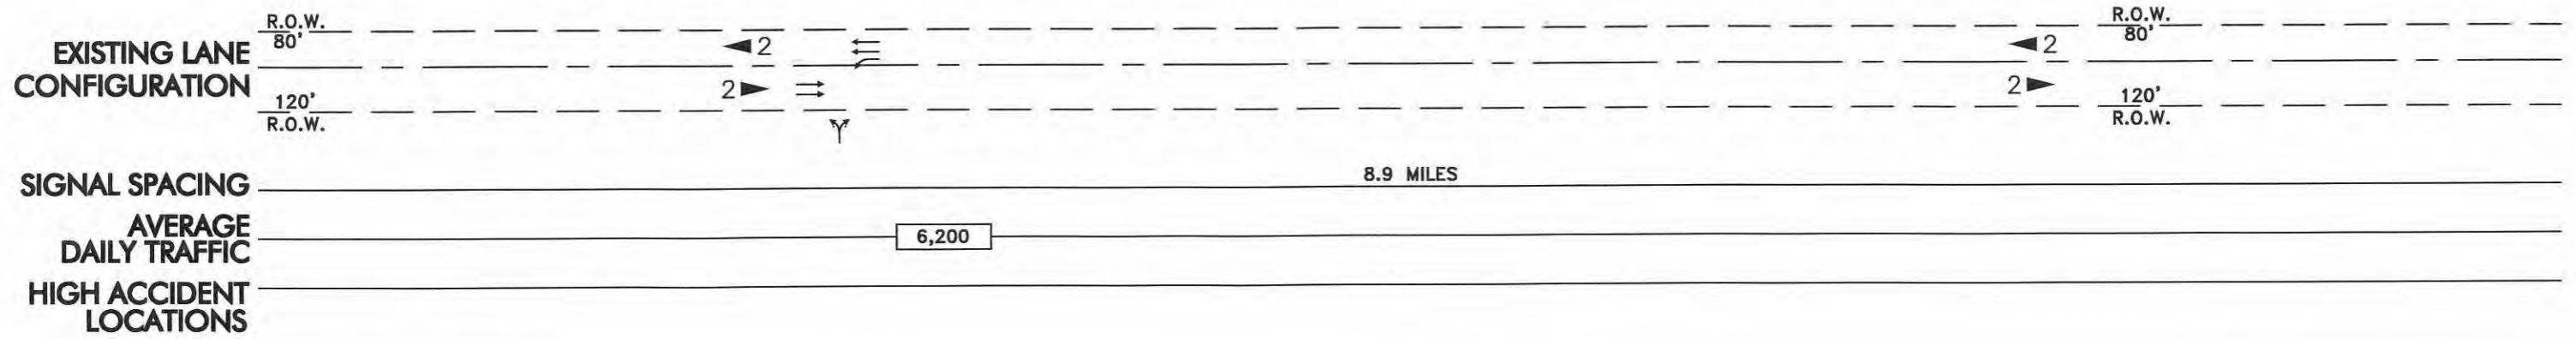 EXISTING LANE
CONFIGURATION
R.O.W.
80'
2
2
120'
R.O.W.
R.O.W.
80'
2
2
120'
R.O.W.
SIGNAL SPACING
8.9 MILES
AVERAGE
DAILY TRAFFIC
6,200
HIGH ACCIDENT
LOCATIONS